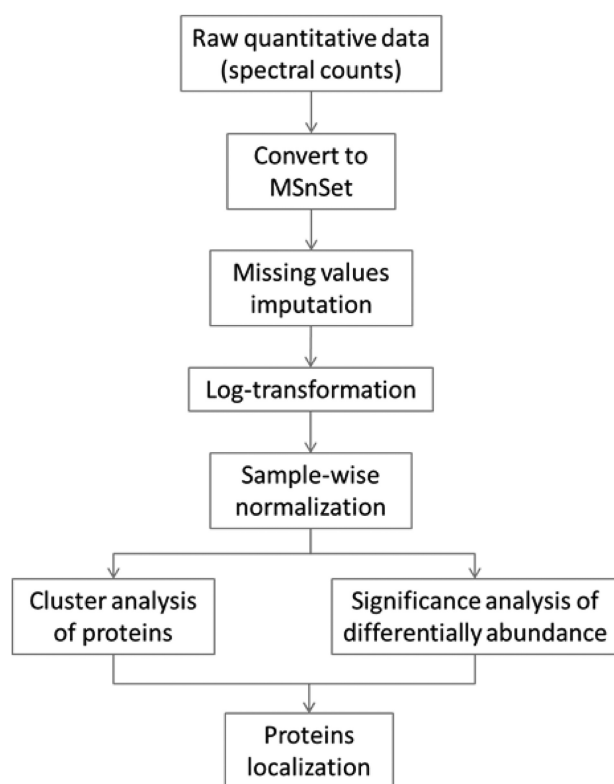 Raw quantitative data
(spectral counts)
Convert to
MSnSet
Missing values
imputation
Log-transformation
Sample-wise
normalization
Cluster analysis
of proteins
Significance analysis of
differentially abundance
Proteins
localization